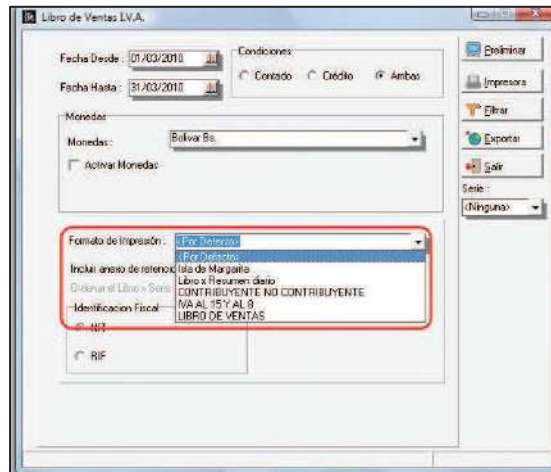 Libro de Ventas I.V.A.
Fecha Desde : 01/03/2010
Fecha Hasta : 31/03/2010
Condiciones
Contado Crédito Ambas
Monedas
Monedas : Bolivar Bs.
Activar Monedas
Formato de Impresión : <Por Defecto>
<Por Defecto>
Incluir anexo de retencio Isla de Margarita
Ordenar el Libro x Serie Libro x Resumen diario
CONTRIBUYENTE NO CONTRIBUYENTE
IVA AL 15 Y AL 8
LIBRO DE VENTAS
Identificacion Fiscal
NIT
RIF
Preliminar
Impresora
Filtrar
Exportar
Salir
Serie :
<Ninguna>